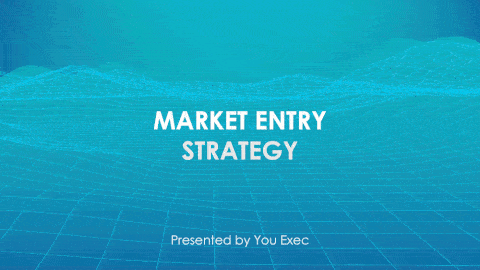 MARKET ENTRY
STRATEGY
Presented by You Exec